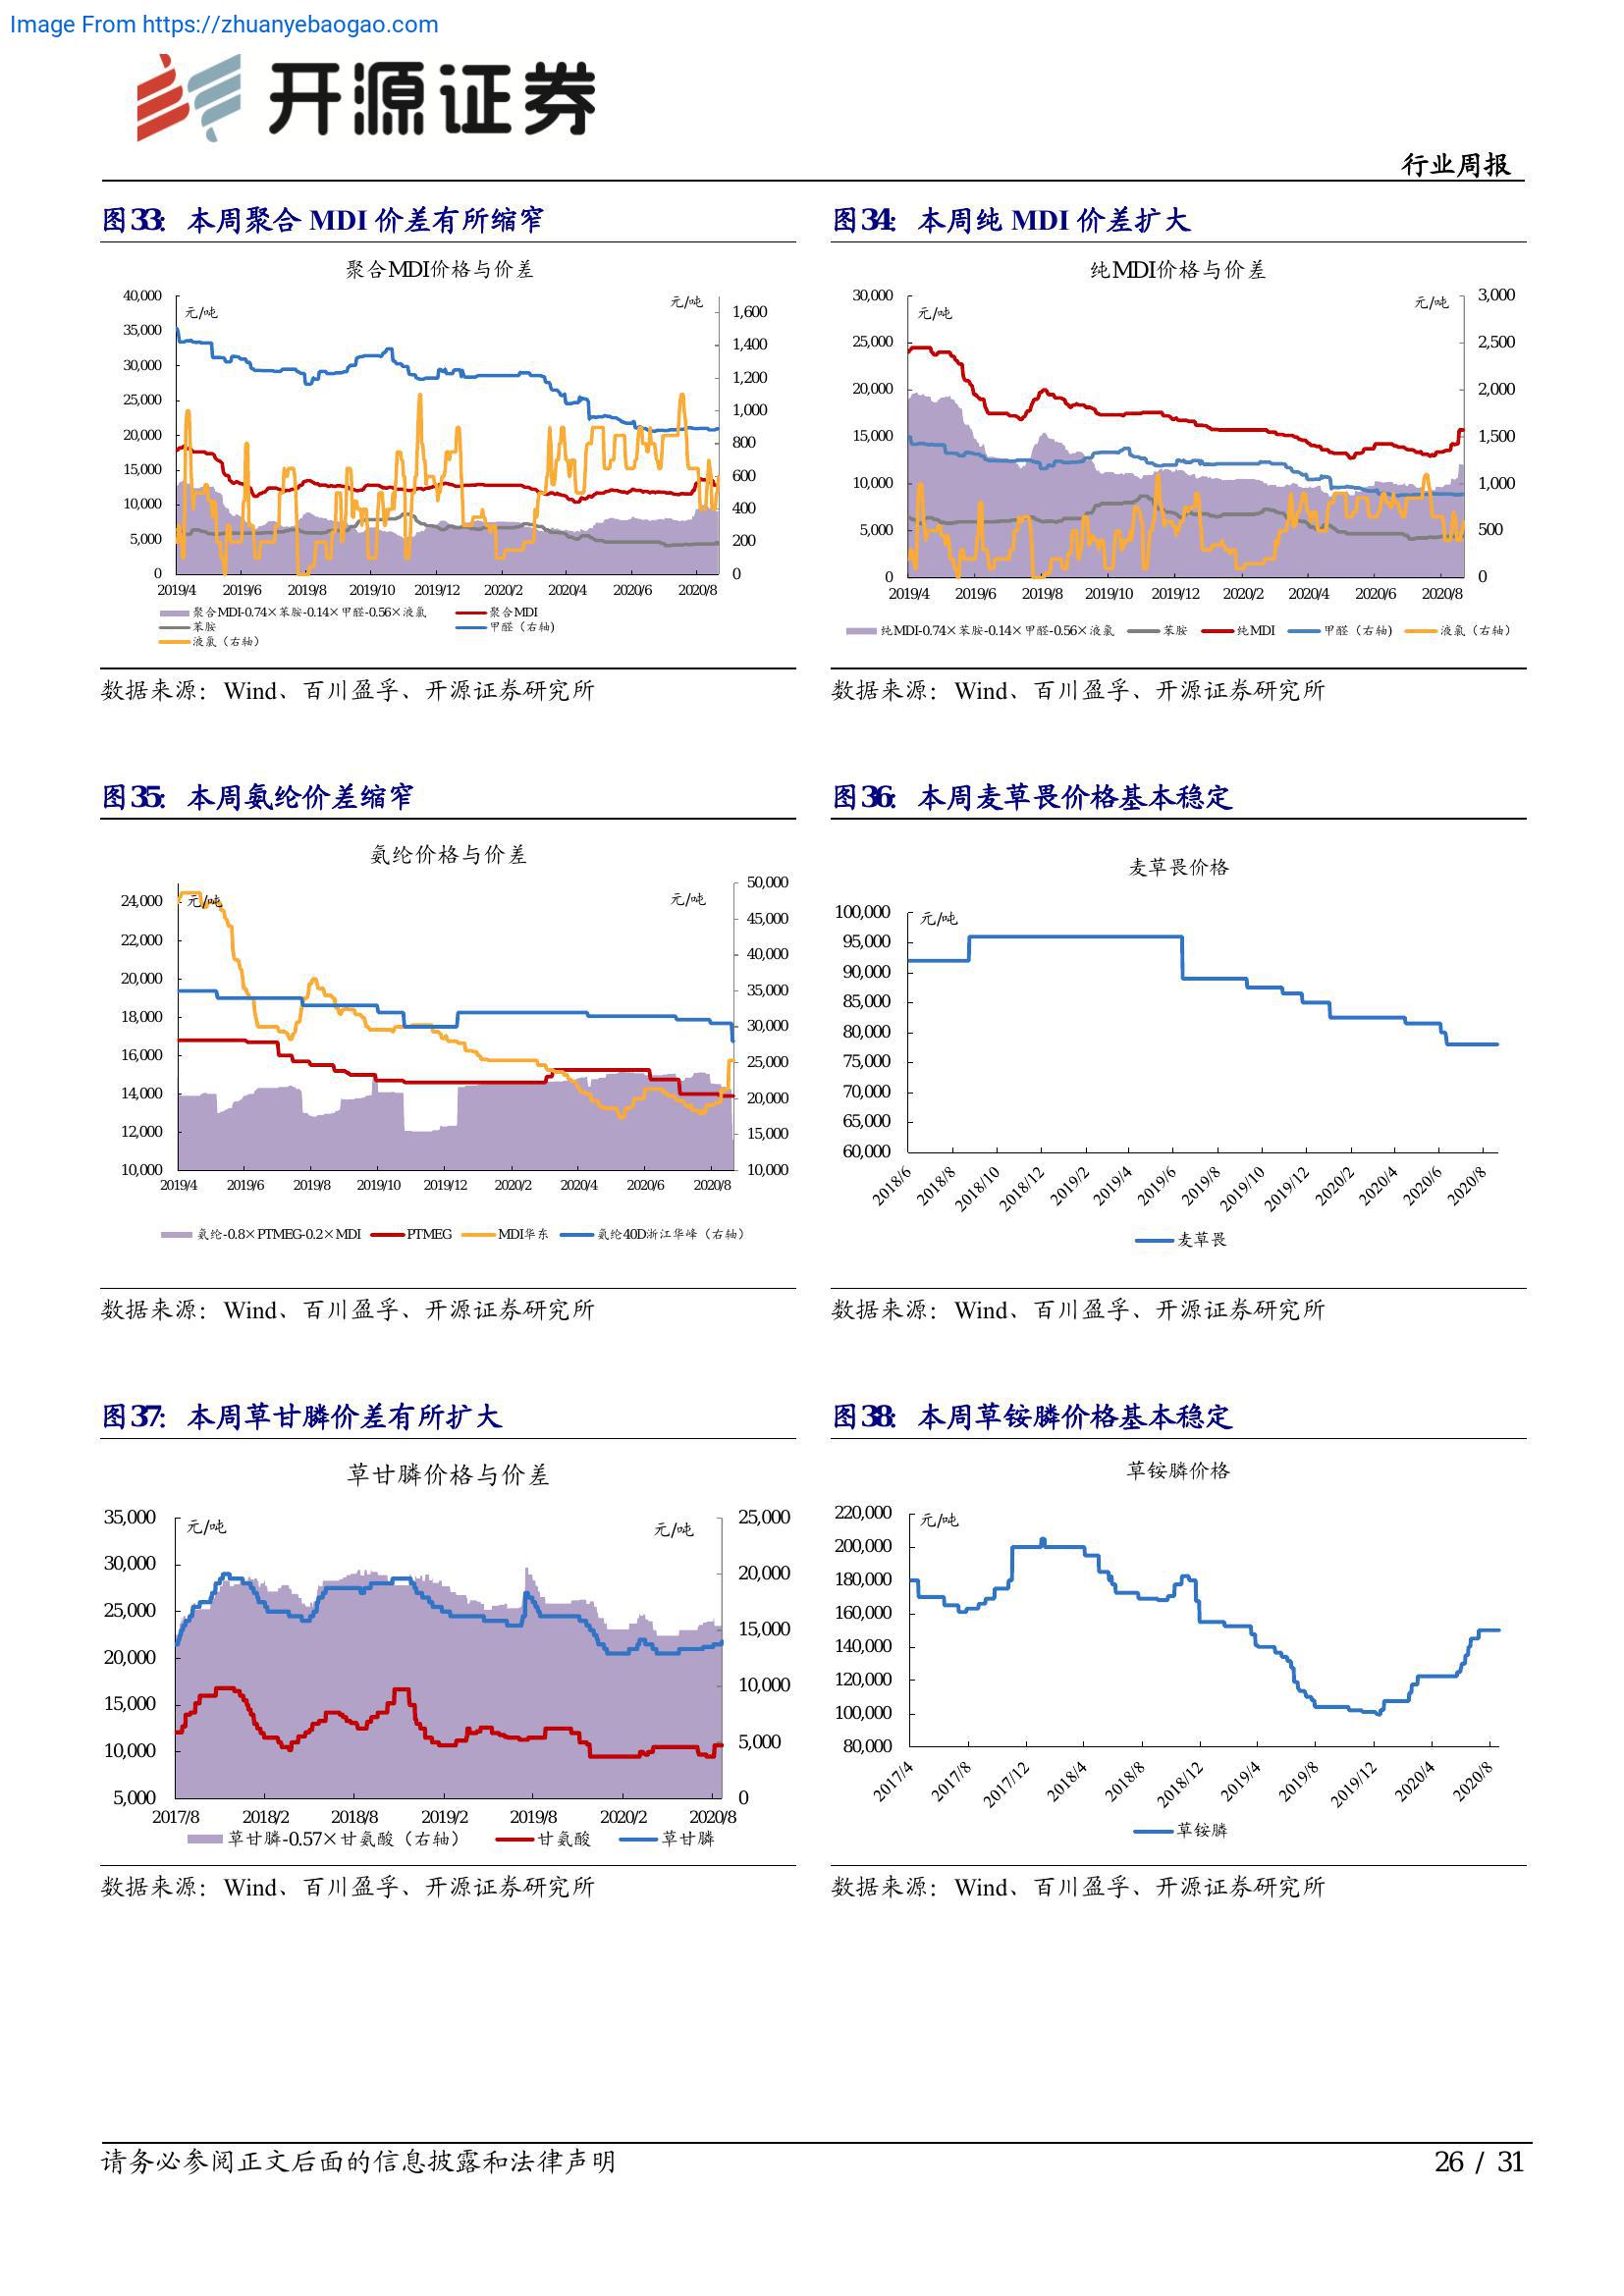 Image From https://zhuanyebaogao.com
开源证券
行业周报
图33： 本周聚合 MDI 价差有所缩窄
聚合MDI价格与价差
元/吨
元/吨
40,000
35,000
30,000
25,000
20,000
15,000
10,000
5,000
0
1,600
1,400
1,200
1,000
800
600
400
200
0
2019/4 2019/6 2019/8 2019/10 2019/12 2020/2 2020/4 2020/6 2020/8
聚合MDI-0.74×苯胺-0.14×甲醛-0.56×液氯 聚合MDI
苯胺 甲醛（右轴）
液氯（右轴）
数据来源：Wind、百川盈孚、开源证券研究所
图34： 本周纯 MDI 价差扩大
纯MDI价格与价差
元/吨
元/吨
30,000
25,000
20,000
15,000
10,000
5,000
0
3,000
2,500
2,000
1,500
1,000
500
0
2019/4 2019/6 2019/8 2019/10 2019/12 2020/2 2020/4 2020/6 2020/8
纯MDI-0.74×苯胺-0.14×甲醛-0.56×液氯 苯胺 纯MDI 甲醛（右轴） 液氯（右轴）
数据来源：Wind、百川盈孚、开源证券研究所
图35： 本周氨纶价差缩窄
氨纶价格与价差
元/吨
元/吨
24,000
22,000
20,000
18,000
16,000
14,000
12,000
10,000
50,000
45,000
40,000
35,000
30,000
25,000
20,000
15,000
10,000
2019/4 2019/6 2019/8 2019/10 2019/12 2020/2 2020/4 2020/6 2020/8
氨纶-0.8×PTMEG-0.2×MDI PTMEG MDI华东 氨纶40D浙江华峰（右轴）
数据来源：Wind、百川盈孚、开源证券研究所
图36： 本周麦草畏价格基本稳定
麦草畏价格
元/吨
100,000
95,000
90,000
85,000
80,000
75,000
70,000
65,000
60,000
2018/6 2018/8 2018/10 2018/12 2019/2 2019/4 2019/6 2019/8 2019/10 2019/12 2020/2 2020/4 2020/6 2020/8
麦草畏
数据来源：Wind、百川盈孚、开源证券研究所
图37： 本周草甘膦价差有所扩大
草甘膦价格与价差
元/吨
元/吨
35,000
30,000
25,000
20,000
15,000
10,000
5,000
25,000
20,000
15,000
10,000
5,000
0
2017/8 2018/2 2018/8 2019/2 2019/8 2020/2 2020/8
草甘膦-0.57×甘氨酸（右轴） 甘氨酸 草甘膦
数据来源：Wind、百川盈孚、开源证券研究所
图38： 本周草铵膦价格基本稳定
草铵膦价格
元/吨
220,000
200,000
180,000
160,000
140,000
120,000
100,000
80,000
2017/4 2017/8 2017/12 2018/4 2018/8 2018/12 2019/4 2019/8 2019/12 2020/4 2020/8
草铵膦
数据来源：Wind、百川盈孚、开源证券研究所
请务必参阅正文后面的信息披露和法律声明
26 / 31